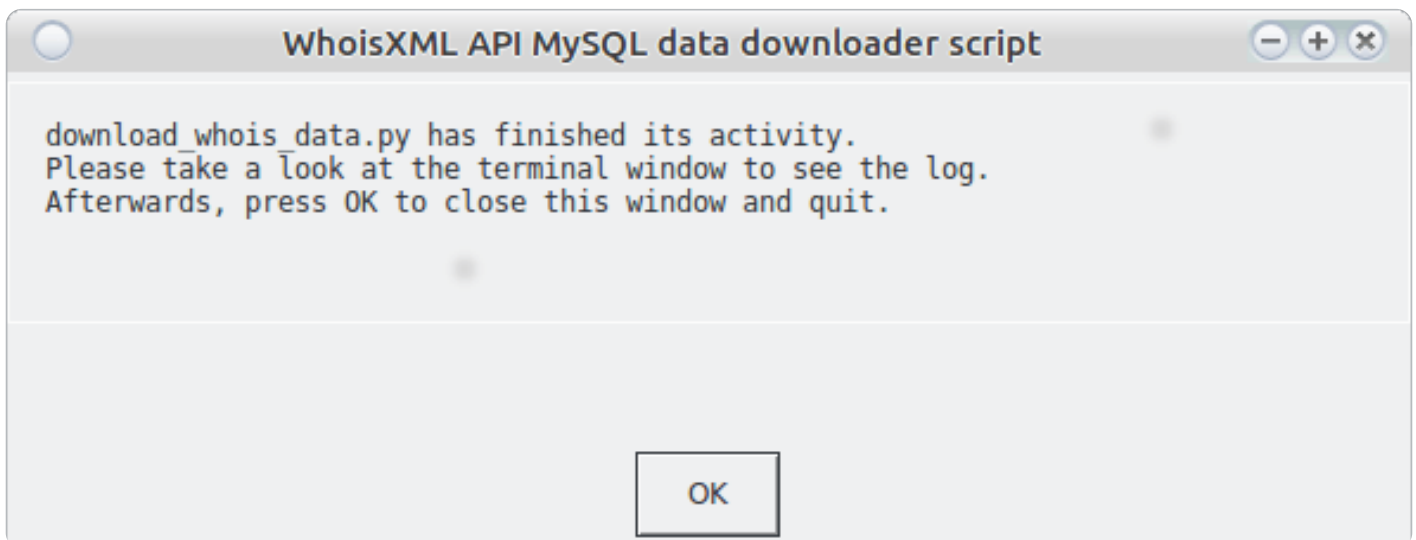 WhoisXML API MySQL data downloader script
download_whois_data.py has finished its activity.
Please take a look at the terminal window to see the log.
Afterwards, press OK to close this window and quit.
OK